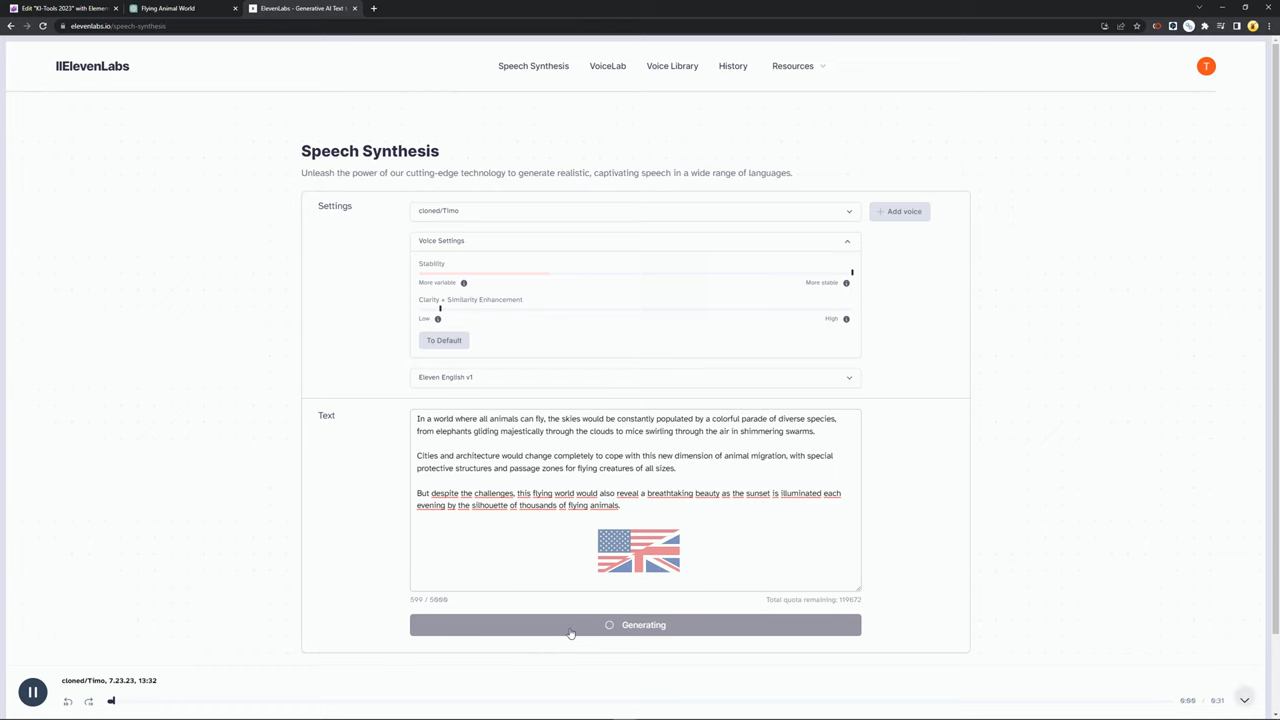 Edit "KI-Tools 2023" with Elem
Flying Animal World
ElevenLabs - Generative AI Text t
elevenlabs.io/speech-synthesis
IIElevenLabs
Speech Synthesis
VoiceLab
Voice Library
History
Resources
T
Speech Synthesis
Unleash the power of our cutting-edge technology to generate realistic, captivating speech in a wide range of languages.
Settings
cloned/Timo
+ Add voice
Voice Settings
Stability
More variable
More stable
Clarity + Similarity Enhancement
Low
High
To Default
Eleven English v1
Text
In a world where all animals can fly, the skies would be constantly populated by a colorful parade of diverse species,
from elephants gliding majestically through the clouds to mice swirling through the air in shimmering swarms.
Cities and architecture would change completely to cope with this new dimension of animal migration, with special
protective structures and passage zones for flying creatures of all sizes.
But despite the challenges, this flying world would also reveal a breathtaking beauty as the sunset is illuminated each
evening by the silhouette of thousands of flying animals.
599 / 5000
Total quota remaining: 119672
Generating
cloned/Timo, 7.23.23, 13:32
0:00 / 0:31